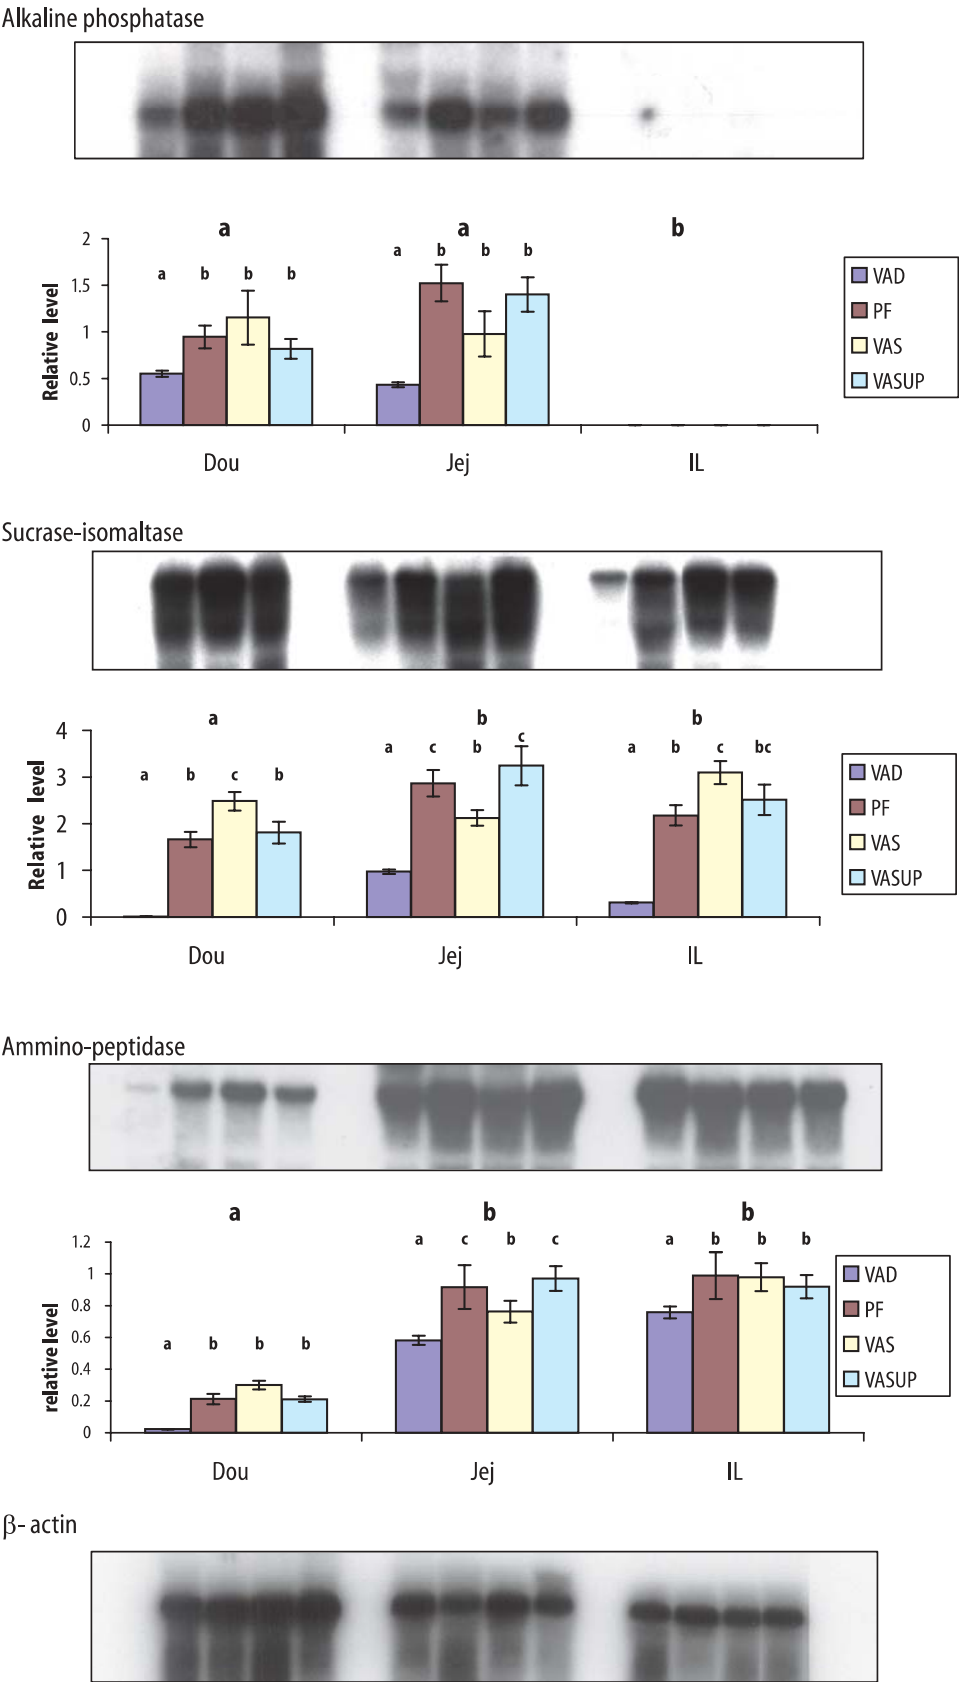 Alkaline phosphatase
a a b
a b b b a b b b
2
1.5
1
0.5
0
Relative level
Dou Jej IL
VAD
PF
VAS
VASUP
Sucrase-isomaltase
a b b
a b c b a c b c a b c bc
4
3
2
1
0
Relative level
Dou Jej IL
VAD
PF
VAS
VASUP
Ammino-peptidase
a b b
a b b b a c b c a b b b
1.2
1
0.8
0.6
0.4
0.2
0
relative level
Dou Jej IL
VAD
PF
VAS
VASUP
β- actin